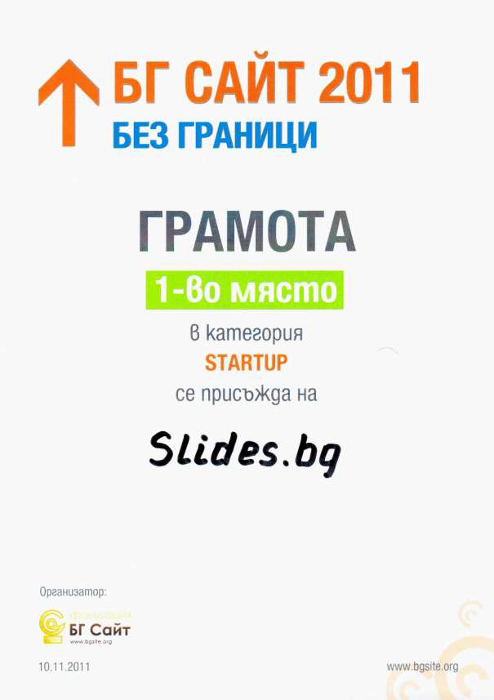 БГ САЙТ 2011
БЕЗ ГРАНИЦИ
ГРАМОТА
1-во място
в категория
STARTUP
се присъжда на
Slides.bg
Организатор:
фондация
БГ Сайт
www.bgsite.org
10.11.2011
www.bgsite.org